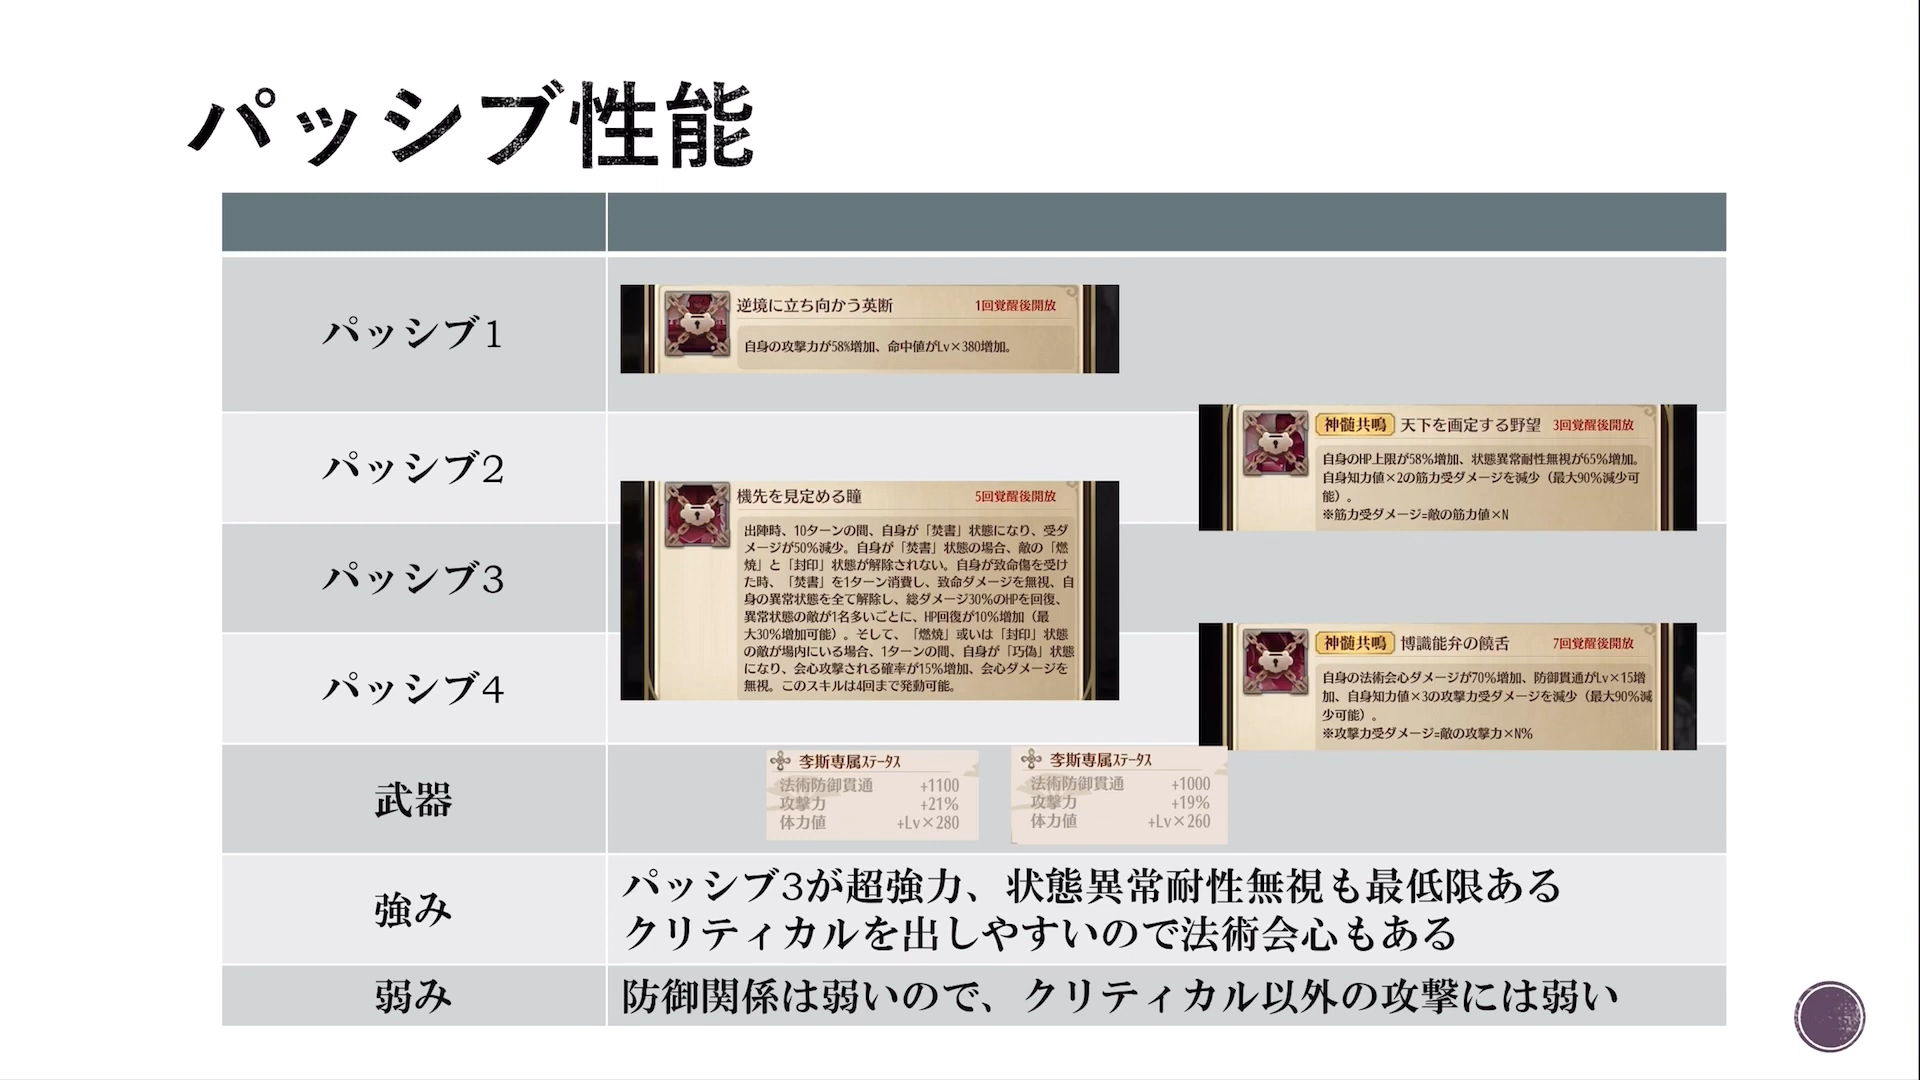 パッシブ性能
パッシブ1
逆境に立ち向かう英断
1回覚醒後開放
自身の攻撃力が58%増加、命中値がLv×380増加。
パッシブ2
神髄共鳴
天下を画定する野望
3回覚醒後開放
自身のHP上限が58%増加、状態異常耐性無視が65%増加。
自身知力値×2の筋力受ダメージを減少（最大90%減少可
能）。
※筋力受ダメージ=敵の筋力値×N
パッシブ3
機先を見定める瞳
5回覚醒後開放
出陣時、10ターンの間、自身が「焚書」状態になり、受ダ
メージが50%減少。自身が「焚書」状態の場合、敵の「燃
焼」と「封印」状態が解除されない。自身が致命傷を受け
た時、「焚書」を1ターン消費し、致命ダメージを無視、自
身の異常状態を全て解除し、総ダメージ30%のHPを回復、
異常状態の敵が1名多いごとに、HP回復が10%増加（最
大30%増加可能）。そして、「燃焼」或いは「封印」状態
の敵が場内にいる場合、1ターンの間、自身が「巧偽」状態
になり、会心攻撃される確率が15%増加、会心ダメージを
無視。このスキルは4回まで発動可能。
パッシブ4
神髄共鳴
博識能弁の饒舌
7回覚醒後開放
自身の法術会心ダメージが70%増加、防御貫通がLv×15増
加、自身知力値×3の攻撃力受ダメージを減少（最大90%減
少可能）。
※攻撃力受ダメージ=敵の攻撃力×N%
武器
李斯専属ステータス
法術防御貫通 +1100
攻撃力 +21%
体力値 +Lv×280
李斯専属ステータス
法術防御貫通 +1000
攻撃力 +19%
体力値 +Lv×260
強み
パッシブ3が超強力、状態異常耐性無視も最低限ある
クリティカルを出しやすいので法術会心もある
弱み
防御関係は弱いので、クリティカル以外の攻撃には弱い